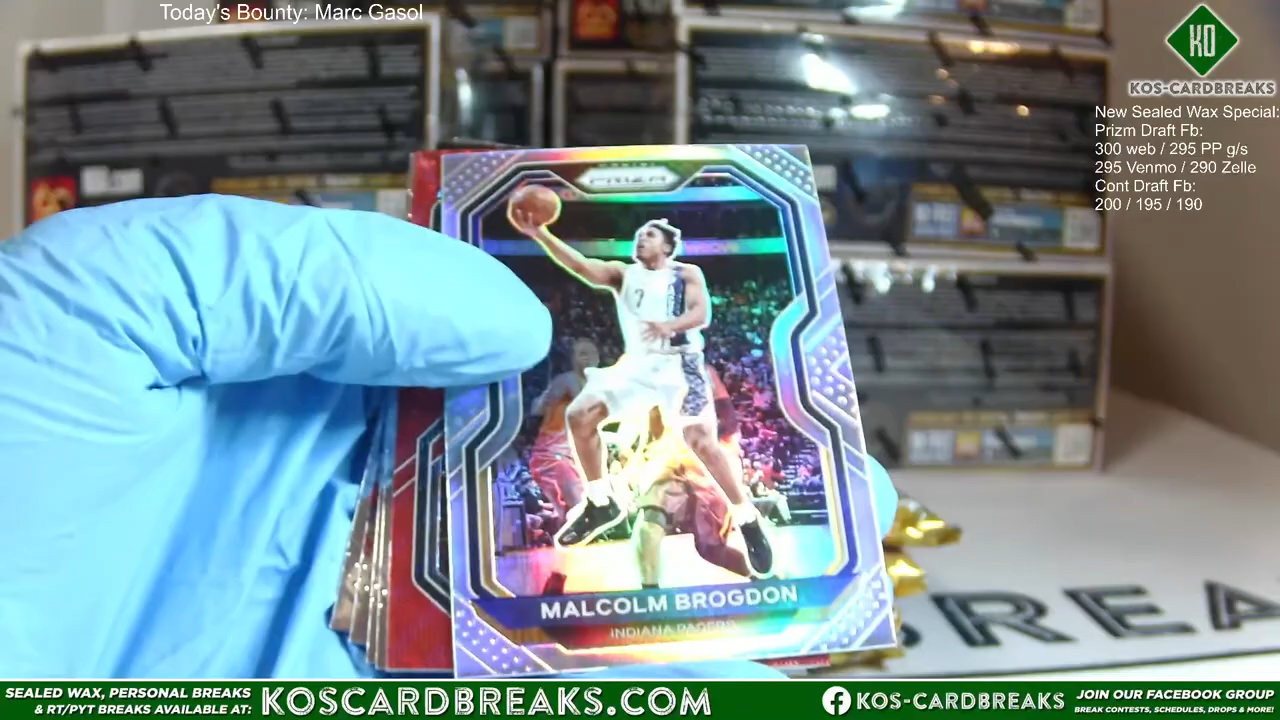 Today's Bounty: Marc Gasol
KO
KOS-CARDBREAKS
New Sealed Wax Special:
Prizm Draft Fb:
300 web / 295 PP g/s
295 Venmo / 290 Zelle
Cont Draft Fb:
200 / 195 / 190
PANINI
PRIZM
7
MALCOLM BROGDON
INDIANA PACERS
BREA
SEALED WAX, PERSONAL BREAKS
& RT/PYT BREAKS AVAILABLE AT:
KOSCARDBREAKS.COM
KOS-CARDBREAKS
JOIN OUR FACEBOOK GROUP
BREAK CONTESTS, SCHEDULES, DROPS & MORE!